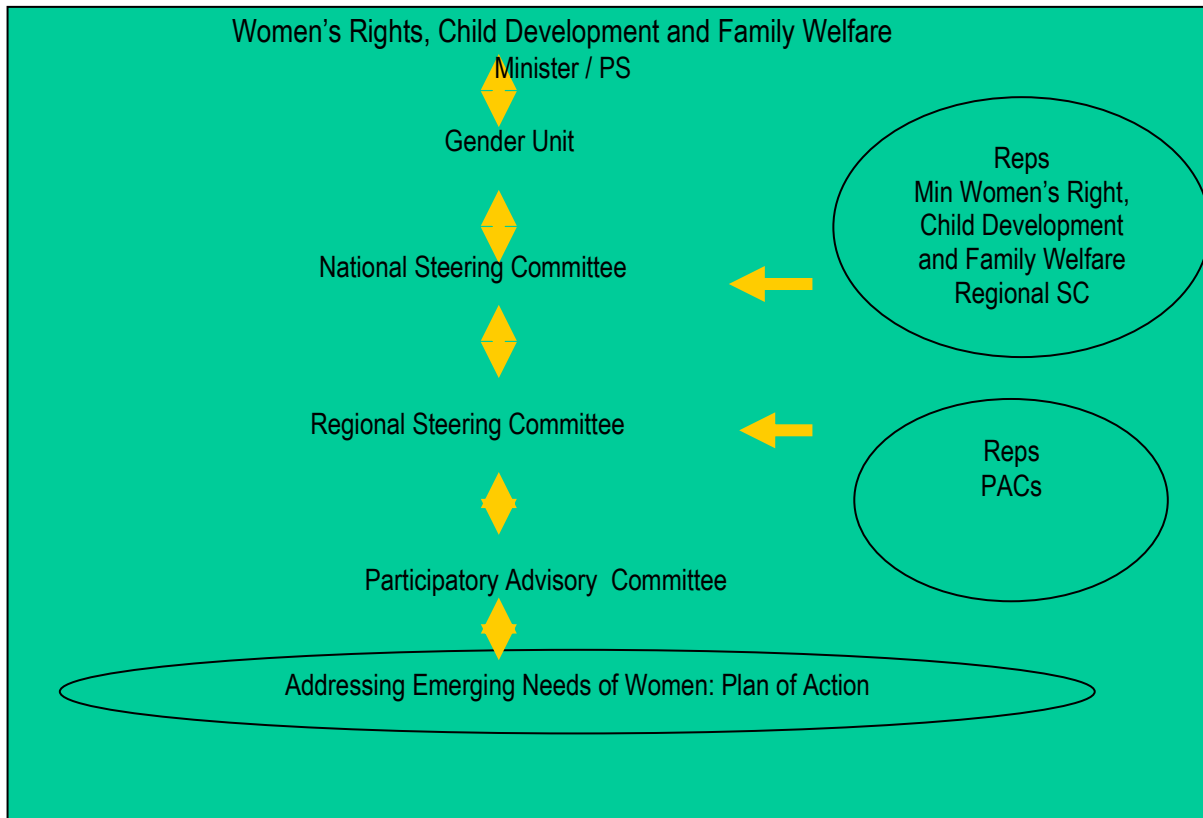 Women's Rights, Child Development and Family Welfare
Minister / PS
Gender Unit
National Steering Committee
Reps
Min Women's Right,
Child Development
and Family Welfare
Regional SC
Regional Steering Committee
Reps
PACs
Participatory Advisory Committee
Addressing Emerging Needs of Women: Plan of Action